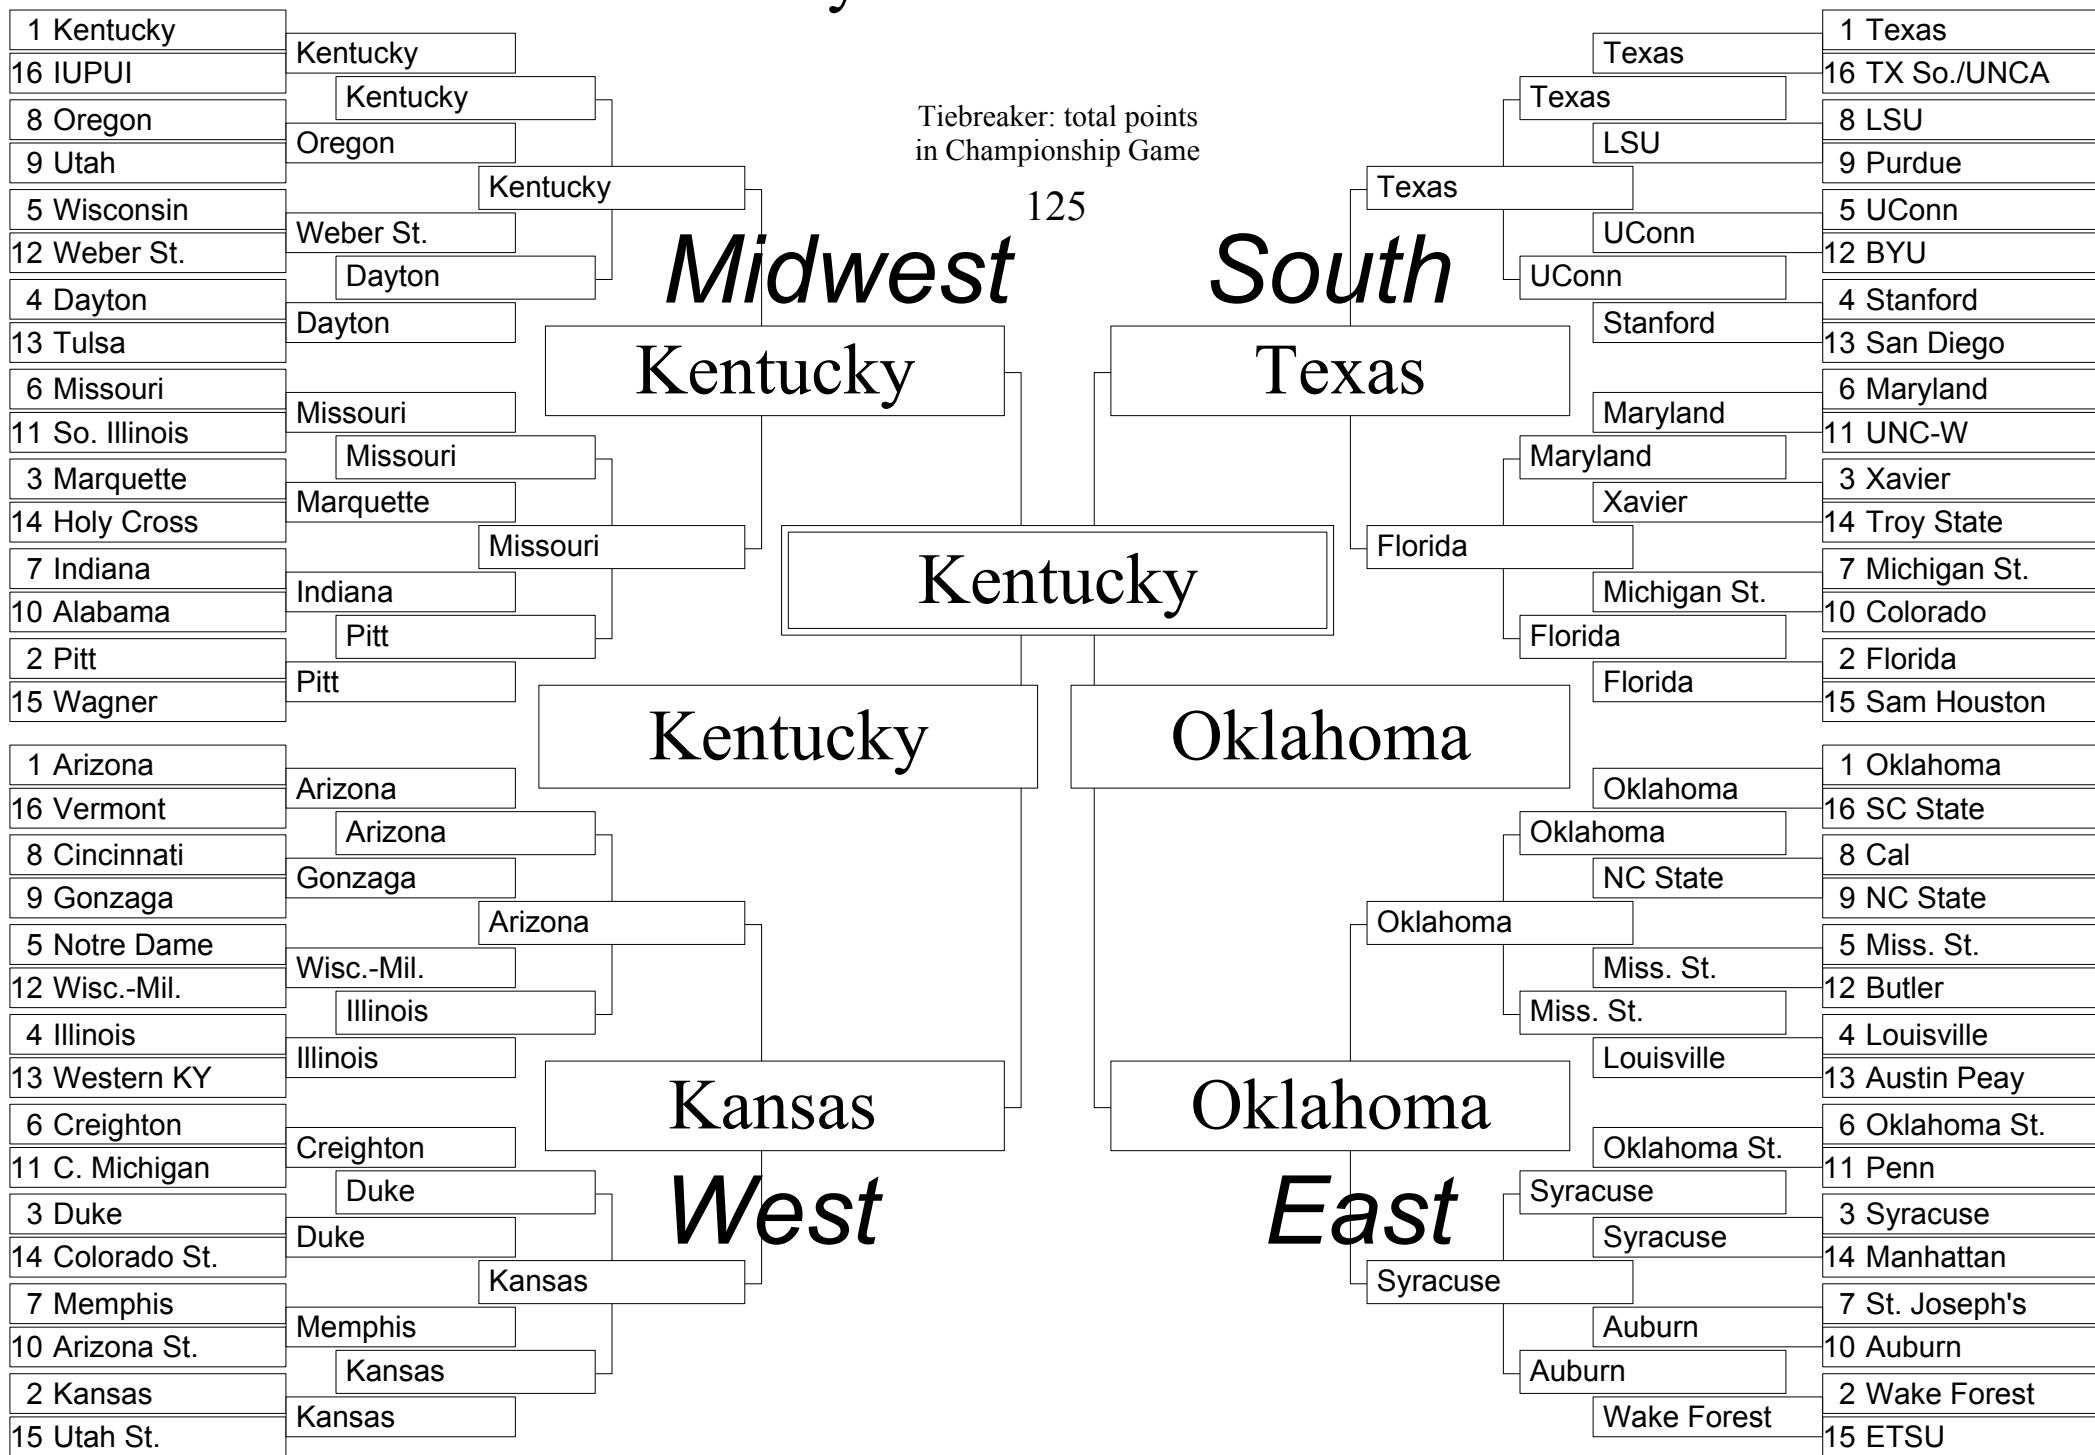 1 Kentucky
16 IUPUI
8 Oregon
9 Utah
5 Wisconsin
12 Weber St.
4 Dayton
13 Tulsa
6 Missouri
11 So. Illinois
3 Marquette
14 Holy Cross
7 Indiana
10 Alabama
2 Pitt
15 Wagner
Kentucky
Oregon
Weber St.
Dayton
Missouri
Marquette
Indiana
Pitt
Kentucky
Dayton
Missouri
Pitt
Kentucky
Missouri
Midwest
Kentucky
1 Arizona
16 Vermont
8 Cincinnati
9 Gonzaga
5 Notre Dame
12 Wisc.-Mil.
4 Illinois
13 Western KY
6 Creighton
11 C. Michigan
3 Duke
14 Colorado St.
7 Memphis
10 Arizona St.
2 Kansas
15 Utah St.
Arizona
Gonzaga
Wisc.-Mil.
Illinois
Creighton
Duke
Memphis
Kansas
Arizona
Illinois
Duke
Kansas
Arizona
Kansas
Kansas
West
Tiebreaker: total points
in Championship Game
125
Kentucky
Kentucky
Oklahoma
South
Texas
Texas
Florida
Texas
UConn
Maryland
Florida
Texas
LSU
UConn
Stanford
Maryland
Xavier
Michigan St.
Florida
1 Texas
16 TX So./UNCA
8 LSU
9 Purdue
5 UConn
12 BYU
4 Stanford
13 San Diego
6 Maryland
11 UNC-W
3 Xavier
14 Troy State
7 Michigan St.
10 Colorado
2 Florida
15 Sam Houston
Oklahoma
East
Oklahoma
Syracuse
Oklahoma
Miss. St.
Syracuse
Auburn
Oklahoma
NC State
Miss. St.
Louisville
Oklahoma St.
Syracuse
Auburn
Wake Forest
1 Oklahoma
16 SC State
8 Cal
9 NC State
5 Miss. St.
12 Butler
4 Louisville
13 Austin Peay
6 Oklahoma St.
11 Penn
3 Syracuse
14 Manhattan
7 St. Joseph's
10 Auburn
2 Wake Forest
15 ETSU